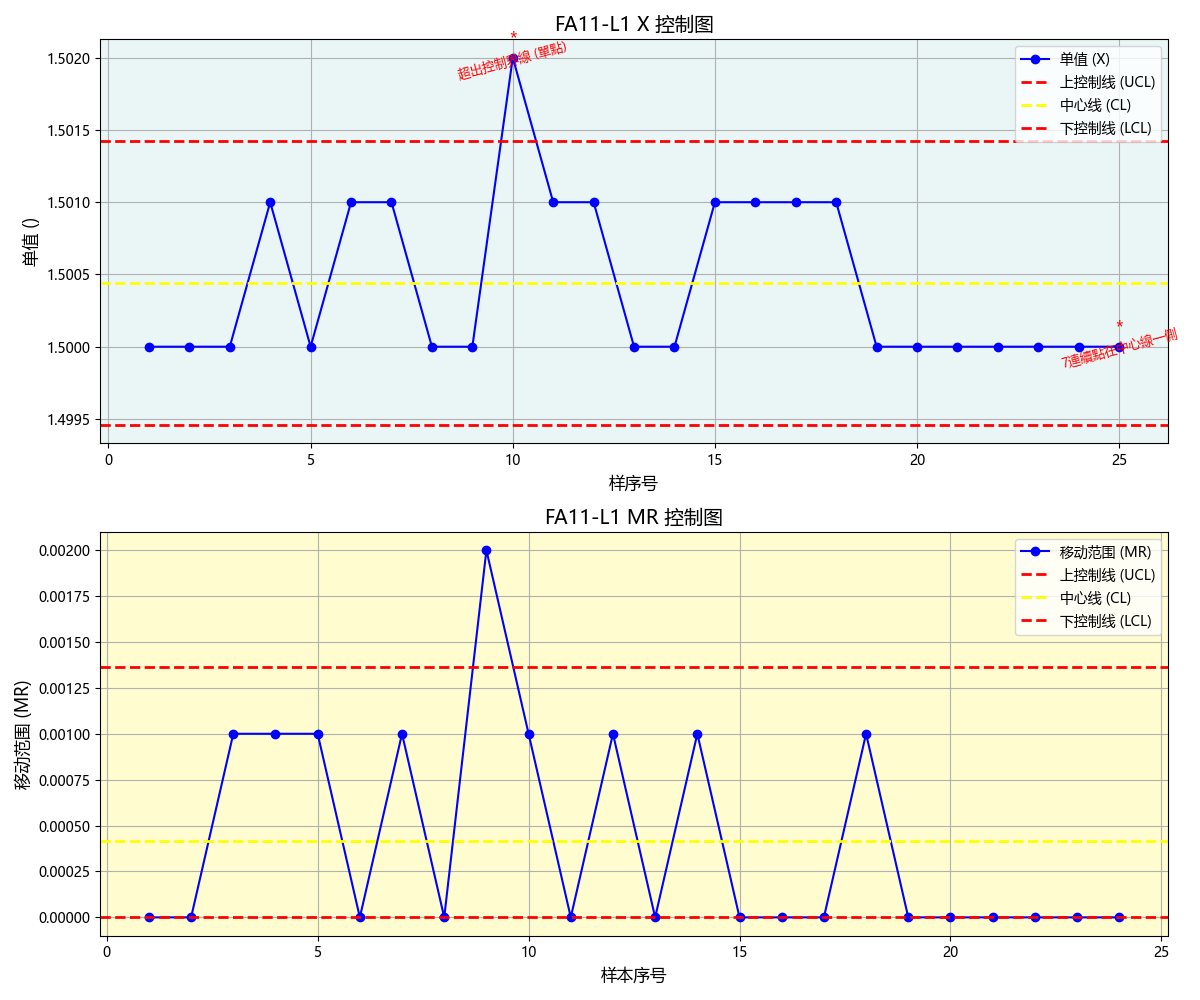 FA11-L1 X 控制图
*
超出控制界線 (單點)
单值 (X)
上控制线 (UCL)
中心线 (CL)
下控制线 (LCL)
单值 ()
1.5020
1.5015
1.5010
1.5005
1.5000
1.4995
*
7連續點在中心線一側
0 5 10 15 20 25
样序号
FA11-L1 MR 控制图
移动范围 (MR)
上控制线 (UCL)
中心线 (CL)
下控制线 (LCL)
移动范围 (MR)
0.00200
0.00175
0.00150
0.00125
0.00100
0.00075
0.00050
0.00025
0.00000
0 5 10 15 20 25
样本序号